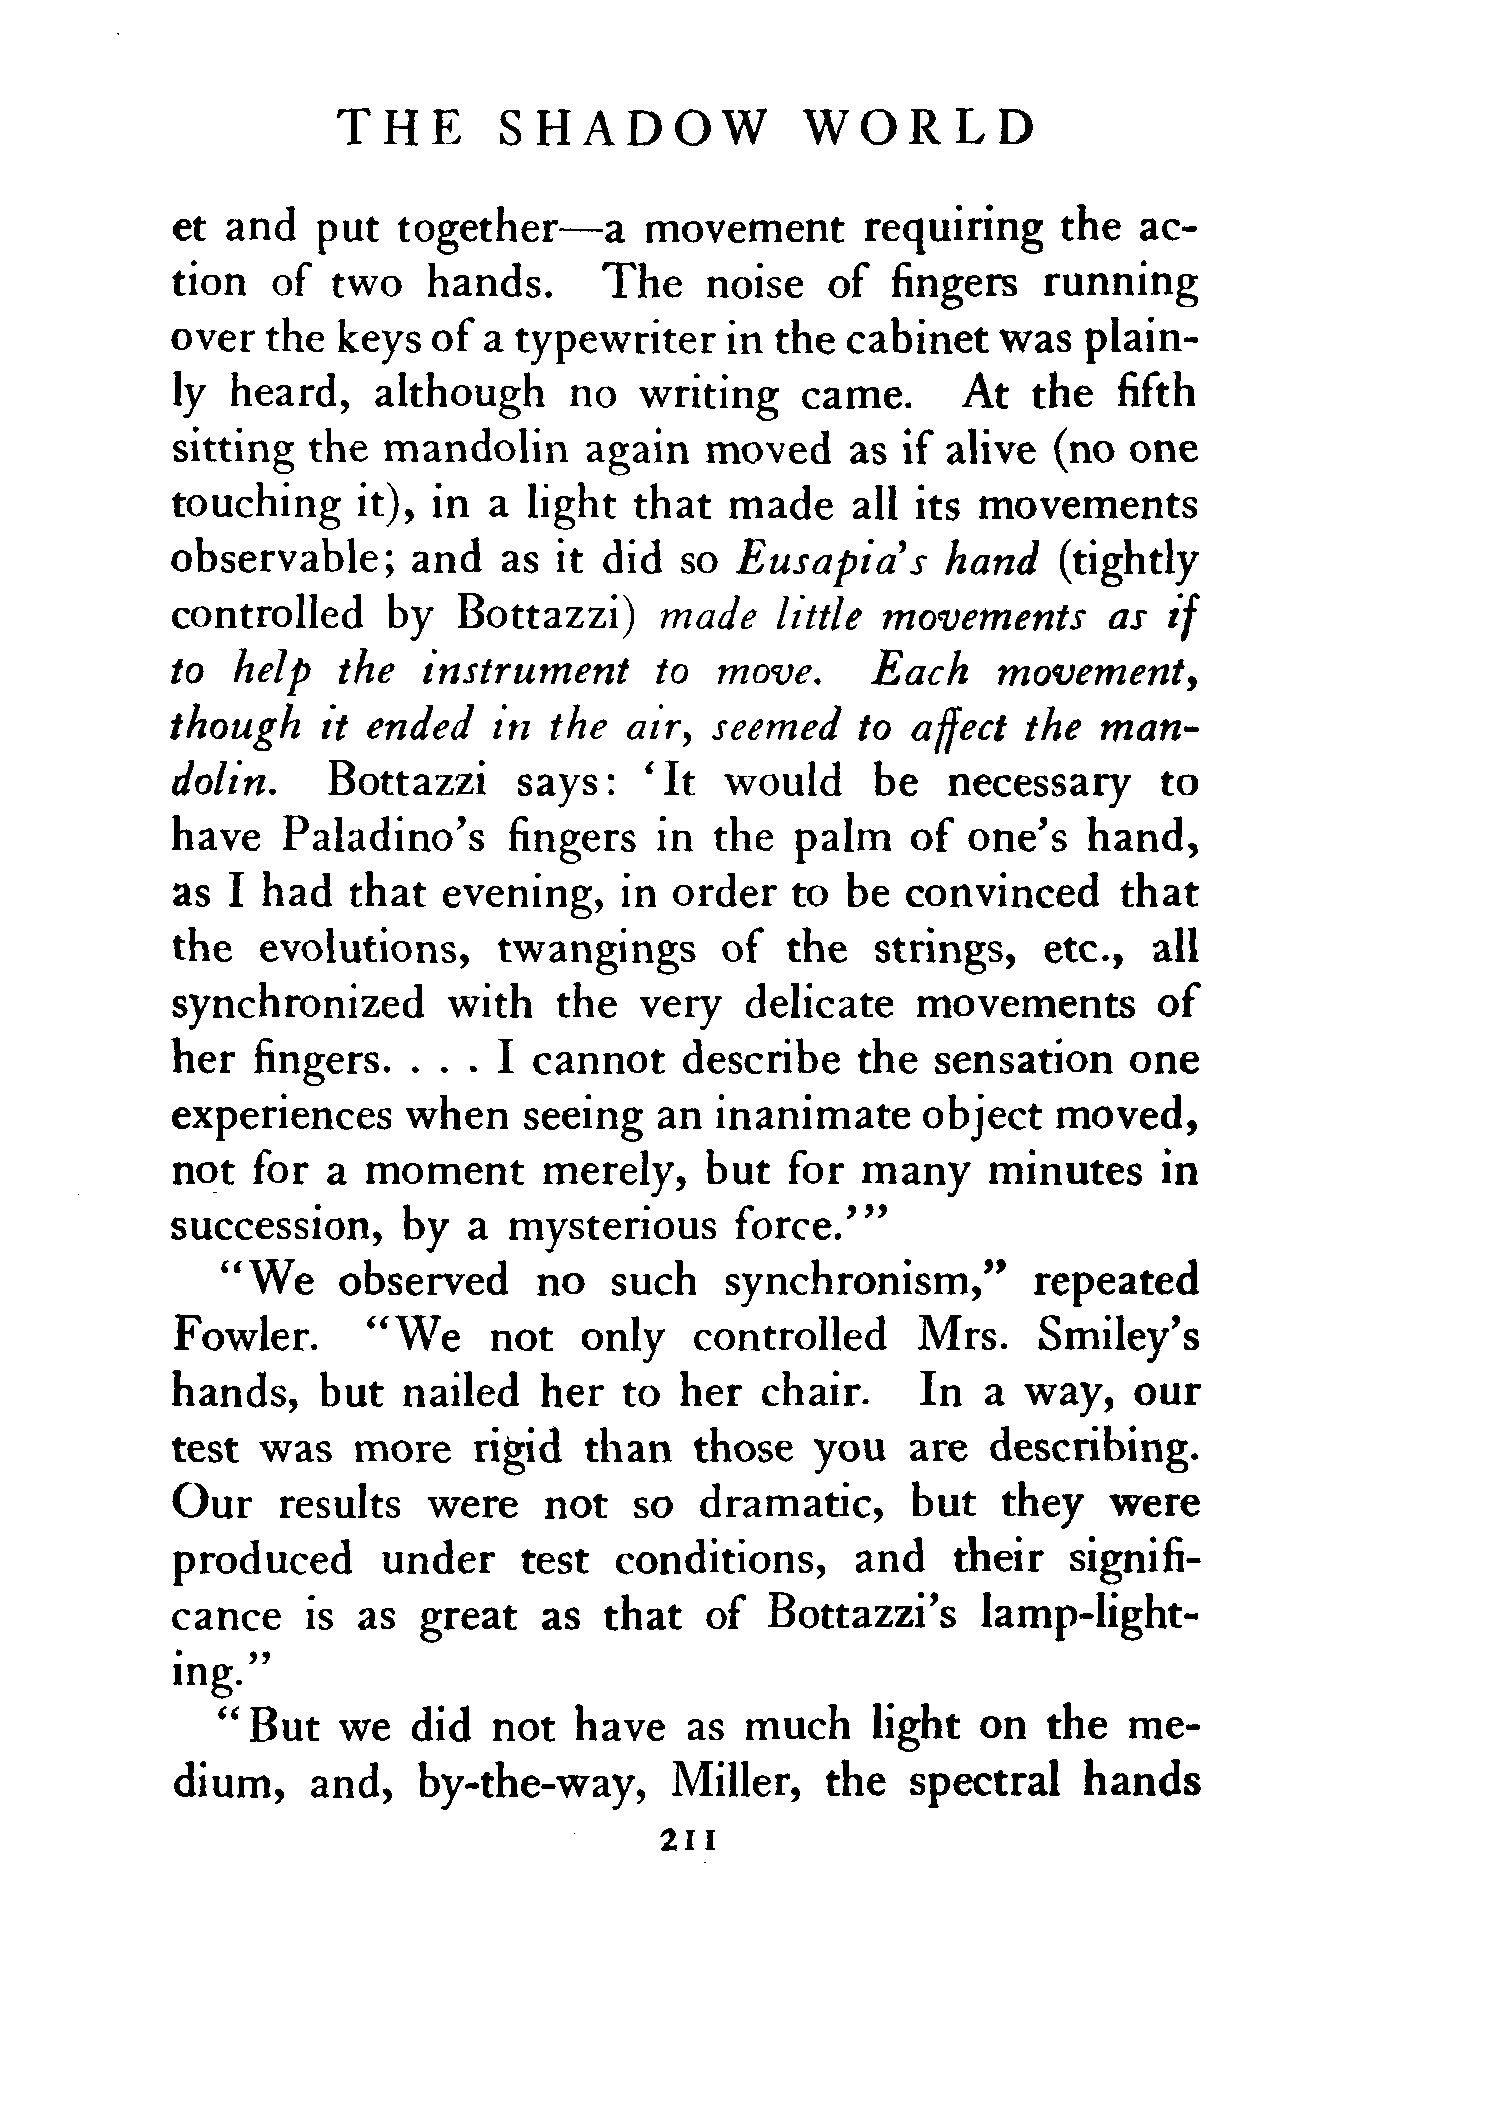 THE SHADOW WORLD
et and put together—a movement requiring the ac-
tion of two hands. The noise of fingers running
over the keys of a typewriter in the cabinet was plain-
ly heard, although no writing came. At the fifth
sitting the mandolin again moved as if alive (no one
touching it), in a light that made all its movements
observable; and as it did so Eusapia's hand (tightly
controlled by Bottazzi) made little movements as if
to help the instrument to move. Each movement,
though it ended in the air, seemed to affect the man-
dolin. Bottazzi says: 'It would be necessary to
have Paladino's fingers in the palm of one's hand,
as I had that evening, in order to be convinced that
the evolutions, twangings of the strings, etc., all
synchronized with the very delicate movements of
her fingers. . . . I cannot describe the sensation one
experiences when seeing an inanimate object moved,
not for a moment merely, but for many minutes in
succession, by a mysterious force.'"
"We observed no such synchronism," repeated
Fowler. "We not only controlled Mrs. Smiley's
hands, but nailed her to her chair. In a way, our
test was more rigid than those you are describing.
Our results were not so dramatic, but they were
produced under test conditions, and their signifi-
cance is as great as that of Bottazzi's lamp-light-
ing."
"But we did not have as much light on the me-
dium, and, by-the-way, Miller, the spectral hands
211